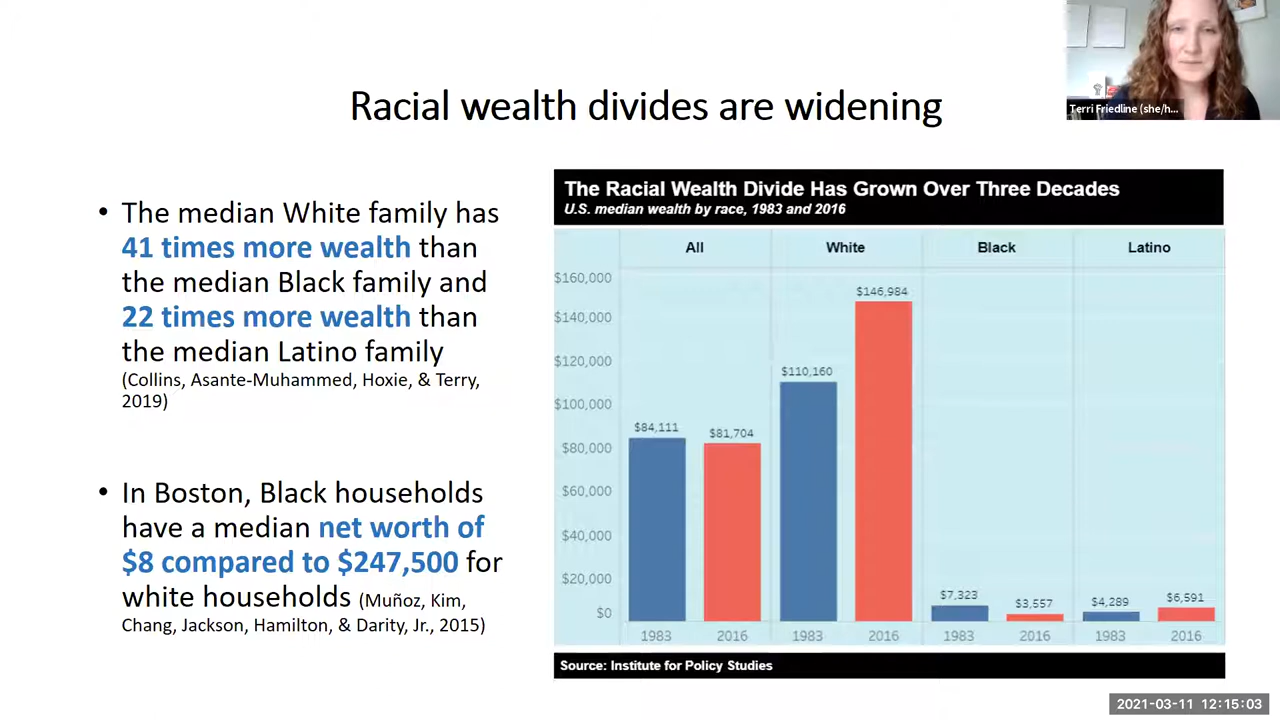 Terri Friedline (she/h...
Racial wealth divides are widening
• The median White family has
41 times more wealth than
the median Black family and
22 times more wealth than
the median Latino family
(Collins, Asante-Muhammed, Hoxie, & Terry,
2019)
• In Boston, Black households
have a median net worth of
$8 compared to $247,500 for
white households (Muñoz, Kim,
Chang, Jackson, Hamilton, & Darity, Jr., 2015)
The Racial Wealth Divide Has Grown Over Three Decades
U.S. median wealth by race, 1983 and 2016
All White Black Latino
$160,000
$140,000
$120,000
$100,000
$80,000
$60,000
$40,000
$20,000
$0
$84,111
$81,704
$110,160
$146,984
$7,323
$3,557
$4,289
$6,591
1983 2016 1983 2016 1983 2016 1983 2016
Source: Institute for Policy Studies
2021-03-11 12:15:03